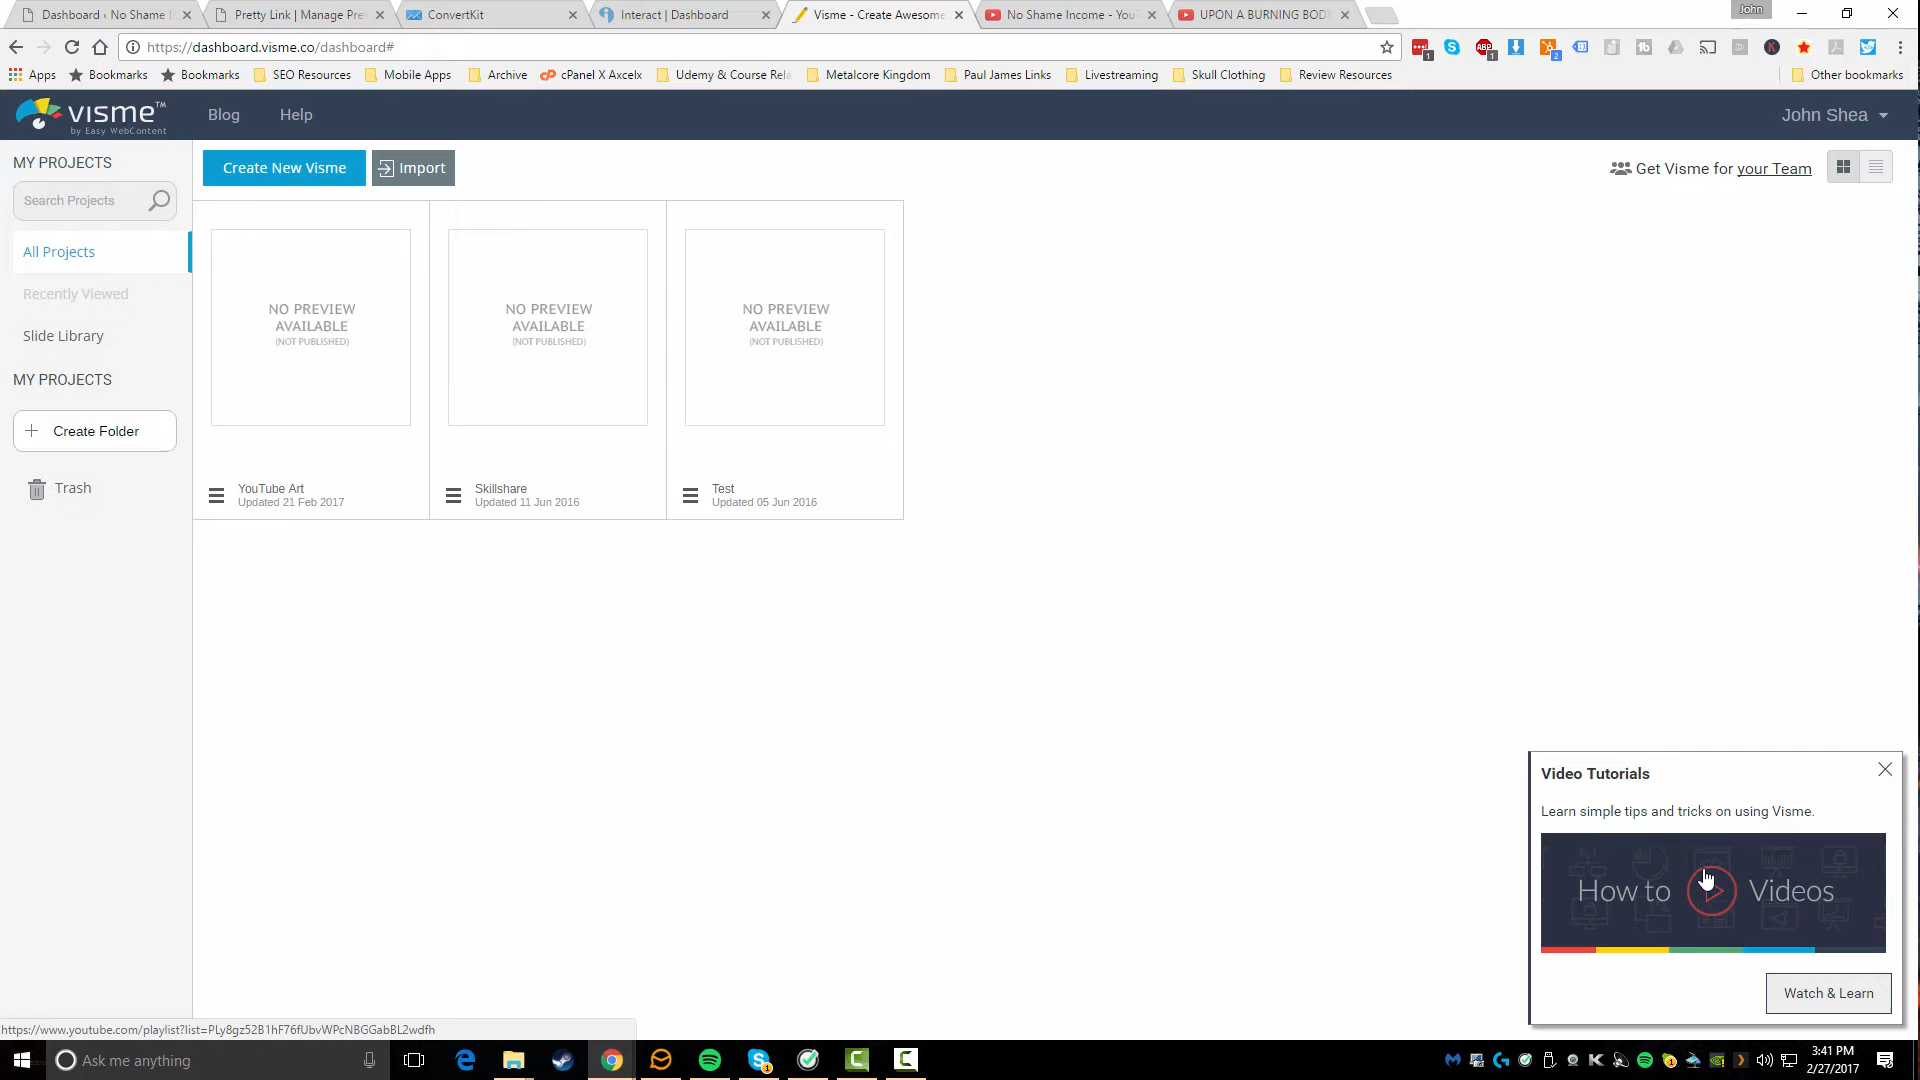 Dashboard ‹ No Shame I
Pretty Link | Manage Pre
ConvertKit
Interact | Dashboard
Visme - Create Awesome
No Shame Income - You
UPON A BURNING BODY
John
https://dashboard.visme.co/dashboard#
Apps
Bookmarks
Bookmarks
SEO Resources
Mobile Apps
Archive
cPanel X Axcelx
Udemy & Course Rela
Metalcore Kingdom
Paul James Links
Livestreaming
Skull Clothing
Review Resources
Other bookmarks
visme™
by Easy WebContent
Blog
Help
John Shea
MY PROJECTS
Search Projects
All Projects
Recently Viewed
Slide Library
MY PROJECTS
+ Create Folder
Trash
Create New Visme
Import
Get Visme for your Team
NO PREVIEW
AVAILABLE
(NOT PUBLISHED)
YouTube Art
Updated 21 Feb 2017
NO PREVIEW
AVAILABLE
(NOT PUBLISHED)
Skillshare
Updated 11 Jun 2016
NO PREVIEW
AVAILABLE
(NOT PUBLISHED)
Test
Updated 05 Jun 2016
Video Tutorials
Learn simple tips and tricks on using Visme.
How to Videos
Watch & Learn
https://www.youtube.com/playlist?list=PLy8gz52B1hF76fUbvWPcNBGGabBL2wdfh
Ask me anything
3:41 PM
2/27/2017